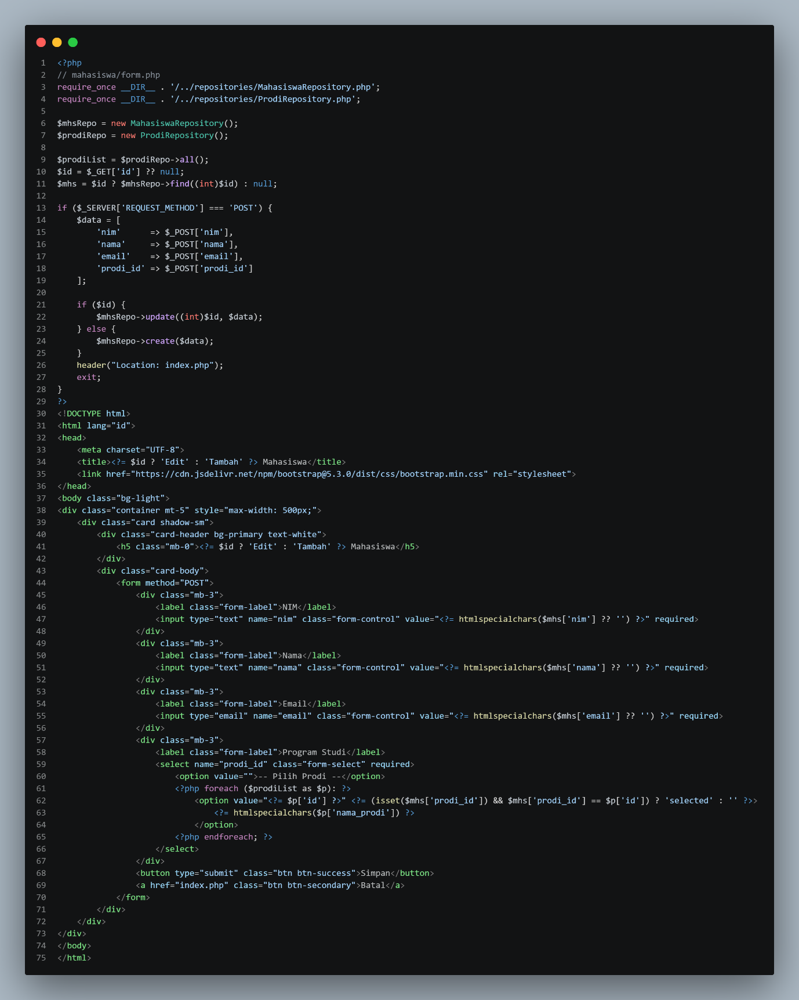 1 <?php
2 // mahasiswa/form.php
3 require_once __DIR__ . '/../repositories/MahasiswaRepository.php';
4 require_once __DIR__ . '/../repositories/ProdiRepository.php';
5
6 $mhsRepo = new MahasiswaRepository();
7 $prodiRepo = new ProdiRepository();
8
9 $prodiList = $prodiRepo->all();
10 $id = $_GET['id'] ?? null;
11 $mhs = $id ? $mhsRepo->find((int)$id) : null;
12
13 if ($_SERVER['REQUEST_METHOD'] === 'POST') {
14     $data = [
15         'nim'      => $_POST['nim'],
16         'nama'     => $_POST['nama'],
17         'email'    => $_POST['email'],
18         'prodi_id' => $_POST['prodi_id']
19     ];
20
21     if ($id) {
22         $mhsRepo->update((int)$id, $data);
23     } else {
24         $mhsRepo->create($data);
25     }
26     header("Location: index.php");
27     exit;
28 }
29 ?>
30 <!DOCTYPE html>
31 <html lang="id">
32 <head>
33     <meta charset="UTF-8">
34     <title><?= $id ? 'Edit' : 'Tambah' ?> Mahasiswa</title>
35     <link href="https://cdn.jsdelivr.net/npm/bootstrap@5.3.0/dist/css/bootstrap.min.css" rel="stylesheet">
36 </head>
37 <body class="bg-light">
38 <div class="container mt-5" style="max-width: 500px;">
39     <div class="card shadow-sm">
40         <div class="card-header bg-primary text-white">
41             <h5 class="mb-0"><?= $id ? 'Edit' : 'Tambah' ?> Mahasiswa</h5>
42         </div>
43         <div class="card-body">
44             <form method="POST">
45                 <div class="mb-3">
46                     <label class="form-label">NIM</label>
47                     <input type="text" name="nim" class="form-control" value="<?= htmlspecialchars($mhs['nim'] ?? '') ?>" required>
48                 </div>
49                 <div class="mb-3">
50                     <label class="form-label">Nama</label>
51                     <input type="text" name="nama" class="form-control" value="<?= htmlspecialchars($mhs['nama'] ?? '') ?>" required>
52                 </div>
53                 <div class="mb-3">
54                     <label class="form-label">Email</label>
55                     <input type="email" name="email" class="form-control" value="<?= htmlspecialchars($mhs['email'] ?? '') ?>" required>
56                 </div>
57                 <div class="mb-3">
58                     <label class="form-label">Program Studi</label>
59                     <select name="prodi_id" class="form-select" required>
60                         <option value="">-- Pilih Prodi --</option>
61                         <?php foreach ($prodiList as $p): ?>
62                             <option value="<?= $p['id'] ?>" <?= (isset($mhs['prodi_id']) && $mhs['prodi_id'] == $p['id']) ? 'selected' : '' ?>>
63                                 <?= htmlspecialchars($p['nama_prodi']) ?>
64                             </option>
65                         <?php endforeach; ?>
66                     </select>
67                 </div>
68                 <button type="submit" class="btn btn-success">Simpan</button>
69                 <a href="index.php" class="btn btn-secondary">Batal</a>
70             </form>
71         </div>
72     </div>
73 </div>
74 </body>
75 </html>